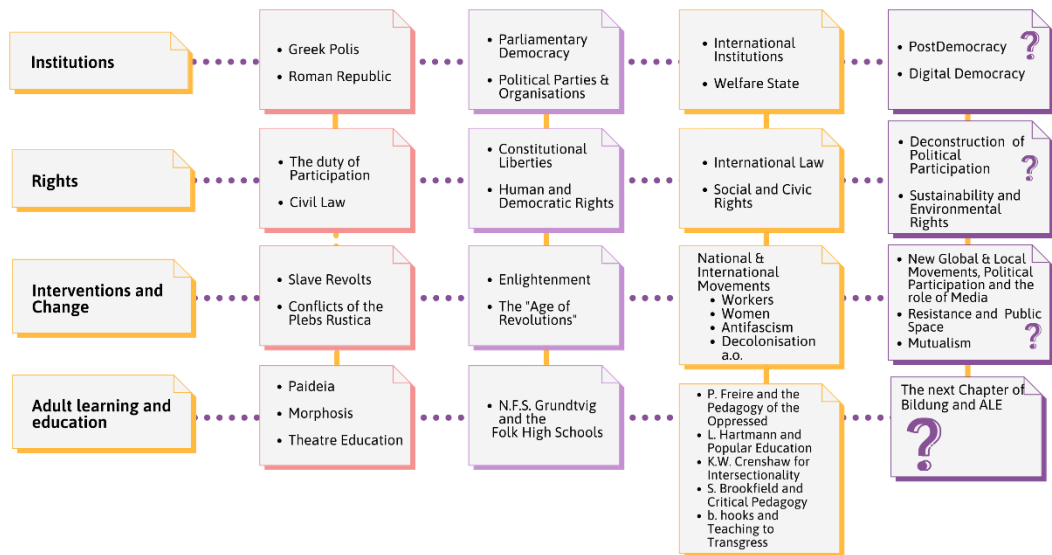 Institutions
• Greek Polis
• Roman Republic
• Parliamentary
Democracy
• Political Parties &
Organisations
• International
Institutions
• Welfare State
• PostDemocracy
• Digital Democracy
?
Rights
• The duty of
Participation
• Civil Law
• Constitutional
Liberties
• Human and
Democratic Rights
• International Law
• Social and Civic
Rights
• Deconstruction of
Political
Participation
• Sustainability and
Environmental
Rights
?
Interventions and
Change
• Slave Revolts
• Conflicts of the
Plebs Rustica
• Enlightenment
• The "Age of
Revolutions"
National &
International
Movements
• Workers
• Women
• Antifascism
• Decolonisation
a.o.
• New Global & Local
Movements, Political
Participation and the
role of Media
• Resistance and Public
Space
• Mutualism
?
Adult learning and
education
• Paideia
• Morphosis
• Theatre Education
• N.F.S. Grundtvig
and the
Folk High Schools
• P. Freire and the
Pedagogy of the
Oppressed
• L. Hartmann and
Popular Education
• K.W. Crenshaw for
Intersectionality
• S. Brookfield and
Critical Pedagogy
• b. hooks and
Teaching to
Transgress
The next Chapter of
Bildung and ALE
?